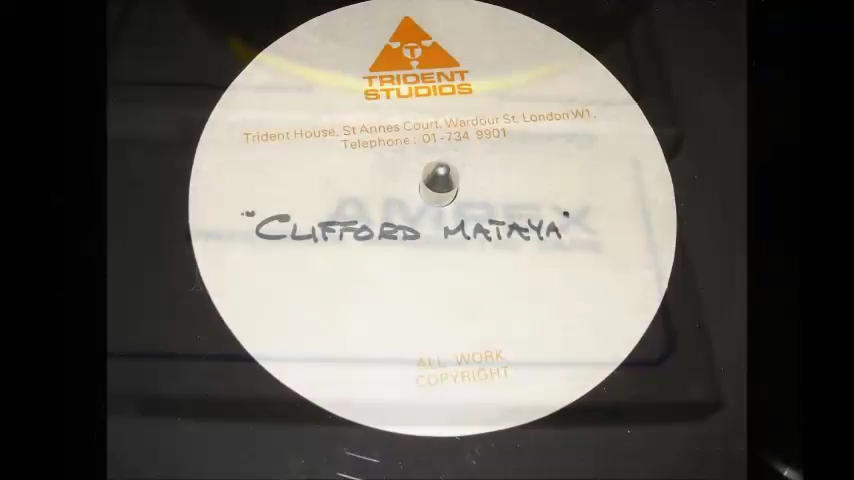 T
TRIDENT
STUDIOS
Trident House, St Annes Court, Wardour St, London W1.
Telephone: 01-734 9901
AMPEX
"CLIFFORD MATAYA"
ALL WORK
COPYRIGHT